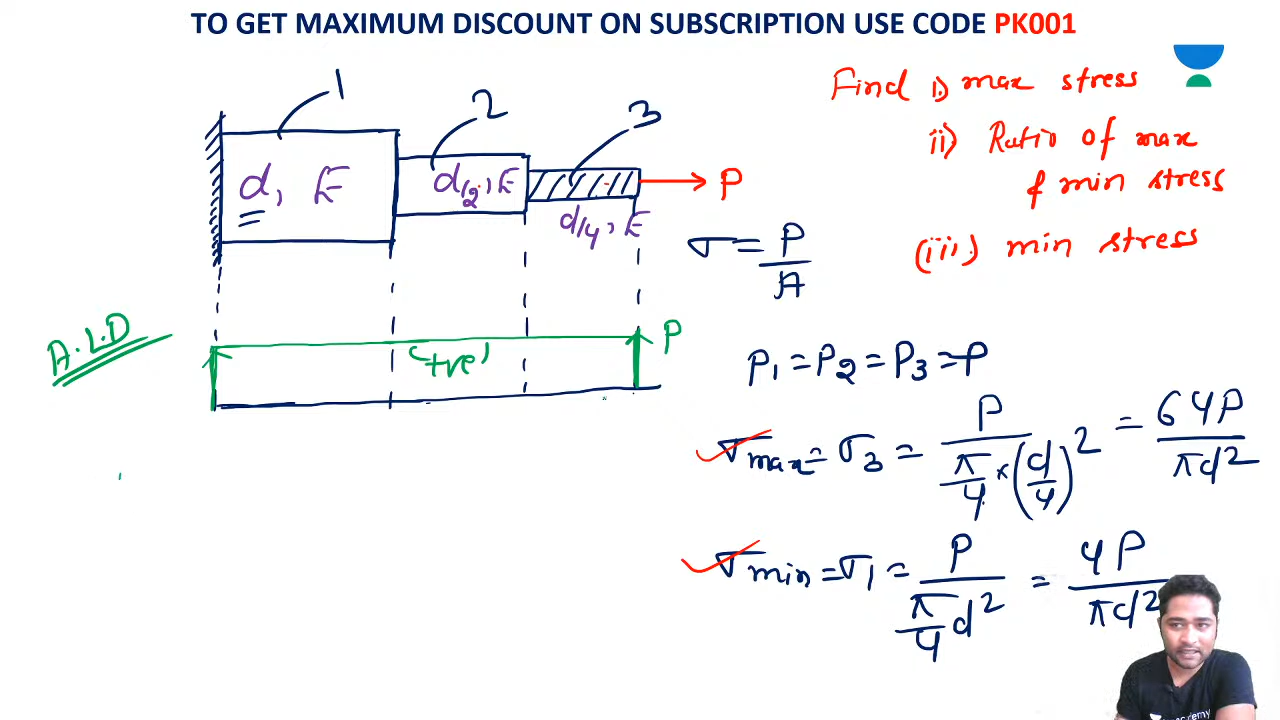 TO GET MAXIMUM DISCOUNT ON SUBSCRIPTION USE CODE PK001
1
2
3
d, E
d/2, E
d/4, E
P
Find i) max stress
ii) Ratio of max
& min stress
(iii) min stress
σ = P/A
A.L.D
(+ve)
P
P1 = P2 = P3 = P
σmax = σ3 = P / (π/4 × (d/4)²) = 64P/πd²
σmin = σ1 = P / (π/4 d²) = 4P/πd²